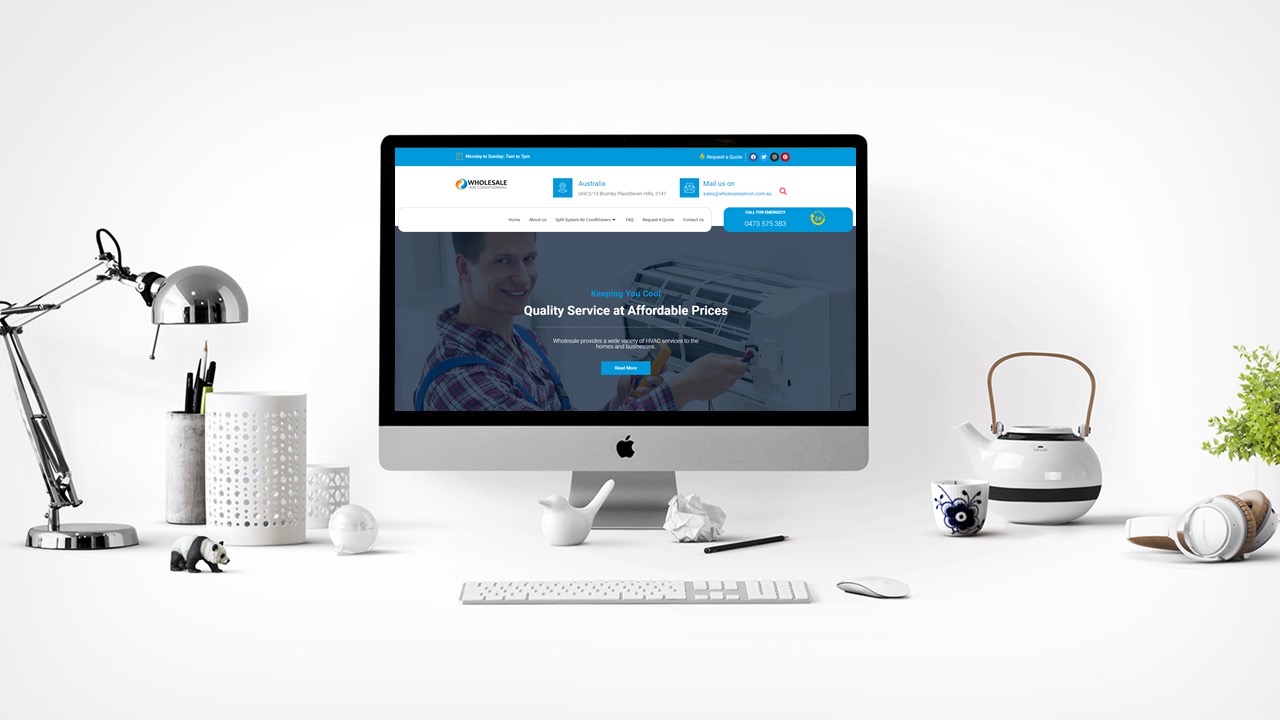 Monday to Sunday: 7am to 7pm
Request a Quote
WHOLESALE
AIR CONDITIONING
Australia
Unit 2/13 Brumby PlaceSeven Hills, 2147
Mail us on
sales@wholesaleaircon.com.au
Home About Us Split System Air Conditioners FAQ Request A Quote Contact Us
CALL FOR EMERGECY
0473 575 383
24
Keeping You Cool
Quality Service at Affordable Prices
Wholesale provides a wide variety of HVAC services to the
homes and businesses.
Read More